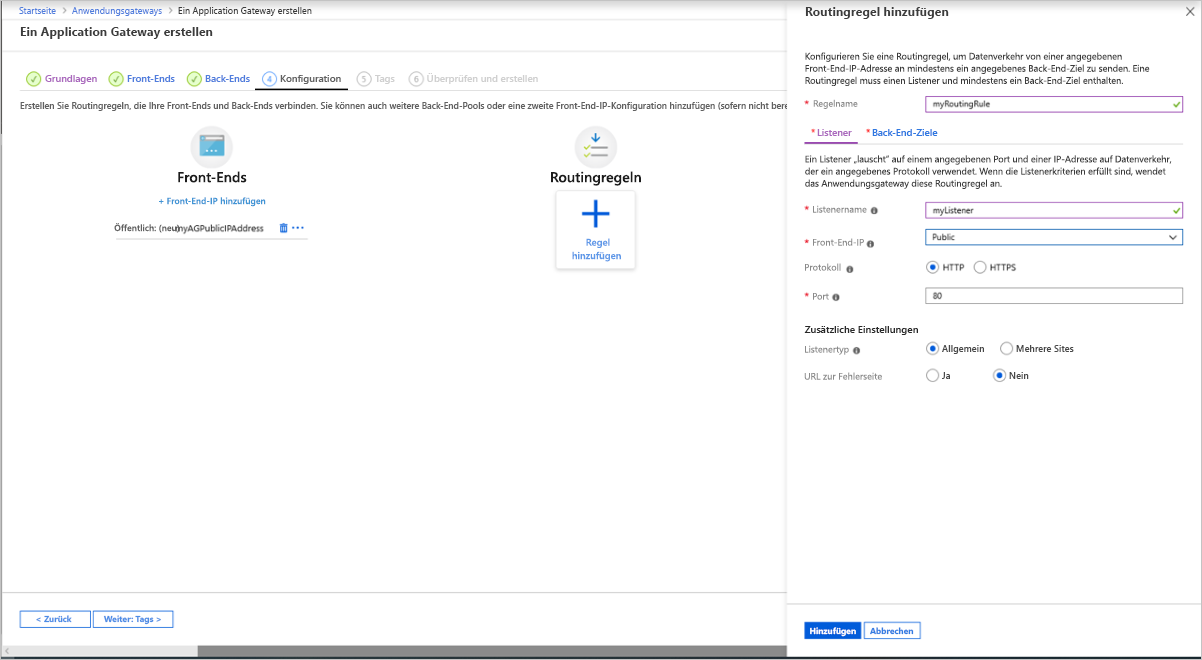 Startseite > Anwendungsgateways > Ein Application Gateway erstellen
Ein Application Gateway erstellen
Grundlagen
Front-Ends
Back-Ends
4 Konfiguration
5 Tags
6 Überprüfen und erstellen
Erstellen Sie Routingregeln, die Ihre Front-Ends und Back-Ends verbinden. Sie können auch weitere Back-End-Pools oder eine zweite Front-End-IP-Konfiguration hinzufügen (sofern nicht bere
Front-Ends
+ Front-End-IP hinzufügen
Öffentlich: (neu)myAGPublicIPAddress
Routingregeln
Regel
hinzufügen
< Zurück
Weiter: Tags >
Routingregel hinzufügen
Konfigurieren Sie eine Routingregel, um Datenverkehr von einer angegebenen
Front-End-IP-Adresse an mindestens ein angegebenes Back-End-Ziel zu senden. Eine
Routingregel muss einen Listener und mindestens ein Back-End-Ziel enthalten.
* Regelname
myRoutingRule
* Listener
* Back-End-Ziele
Ein Listener „lauscht“ auf einem angegebenen Port und einer IP-Adresse auf Datenverkehr,
der ein angegebenes Protokoll verwendet. Wenn die Listenerkriterien erfüllt sind, wendet
das Anwendungsgateway diese Routingregel an.
* Listenername
myListener
* Front-End-IP
Public
Protokoll
HTTP
HTTPS
* Port
80
Zusätzliche Einstellungen
Listenertyp
Allgemein
Mehrere Sites
URL zur Fehlerseite
Ja
Nein
Hinzufügen
Abbrechen